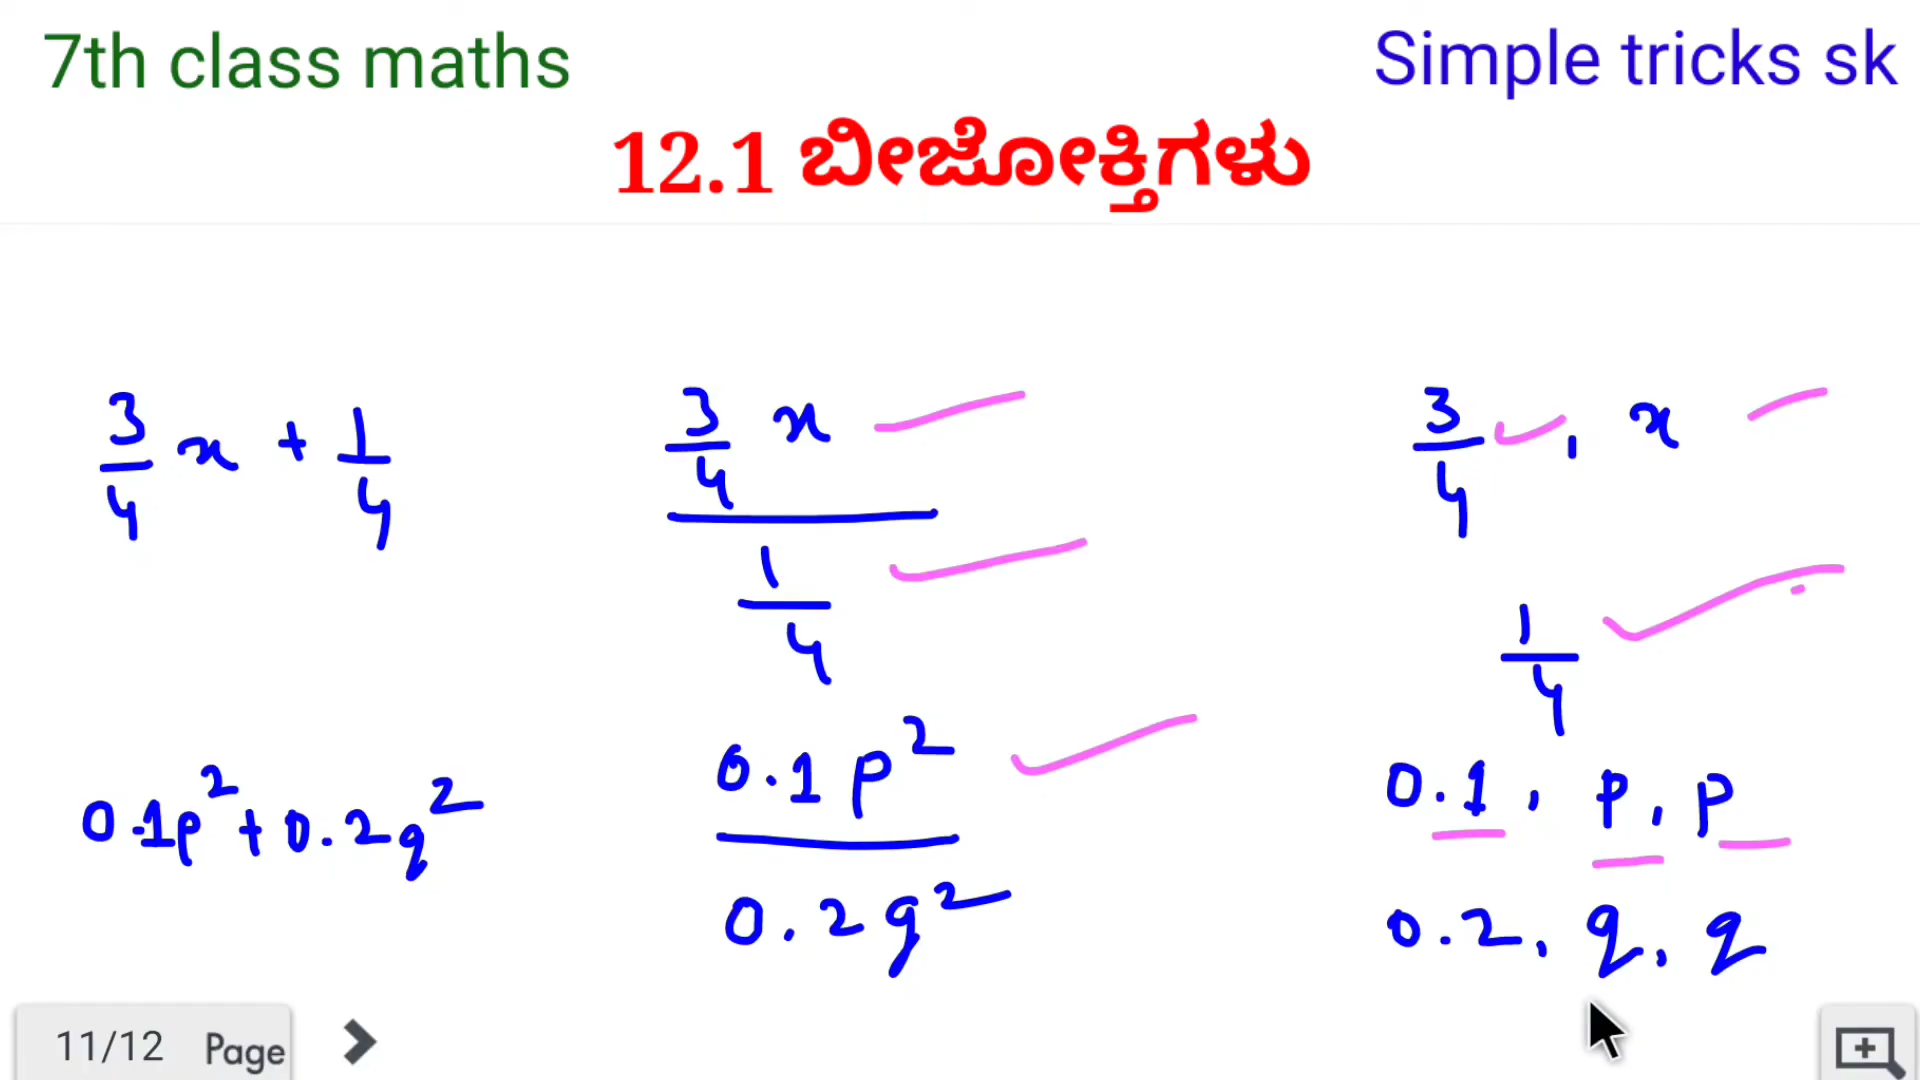 7th class maths
Simple tricks sk
12.1 ಬೀಜೋಕ್ತಿಗಳು
3/4 x + 1/4
3/4 x
3/4, x
1/4
1/4
0.1p² + 0.2q²
0.1 p²
0.1, p, p
0.2 q²
0.2, q, q
11/12 Page